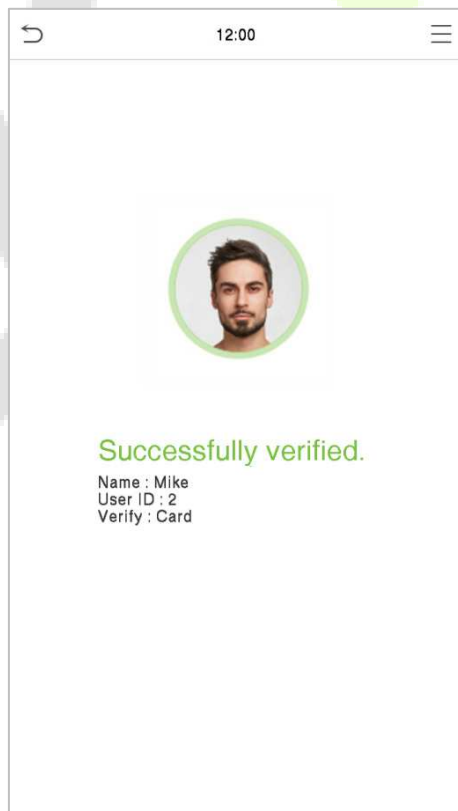 12:00
Successfully verified.
Name : Mike
User ID : 2
Verify : Card